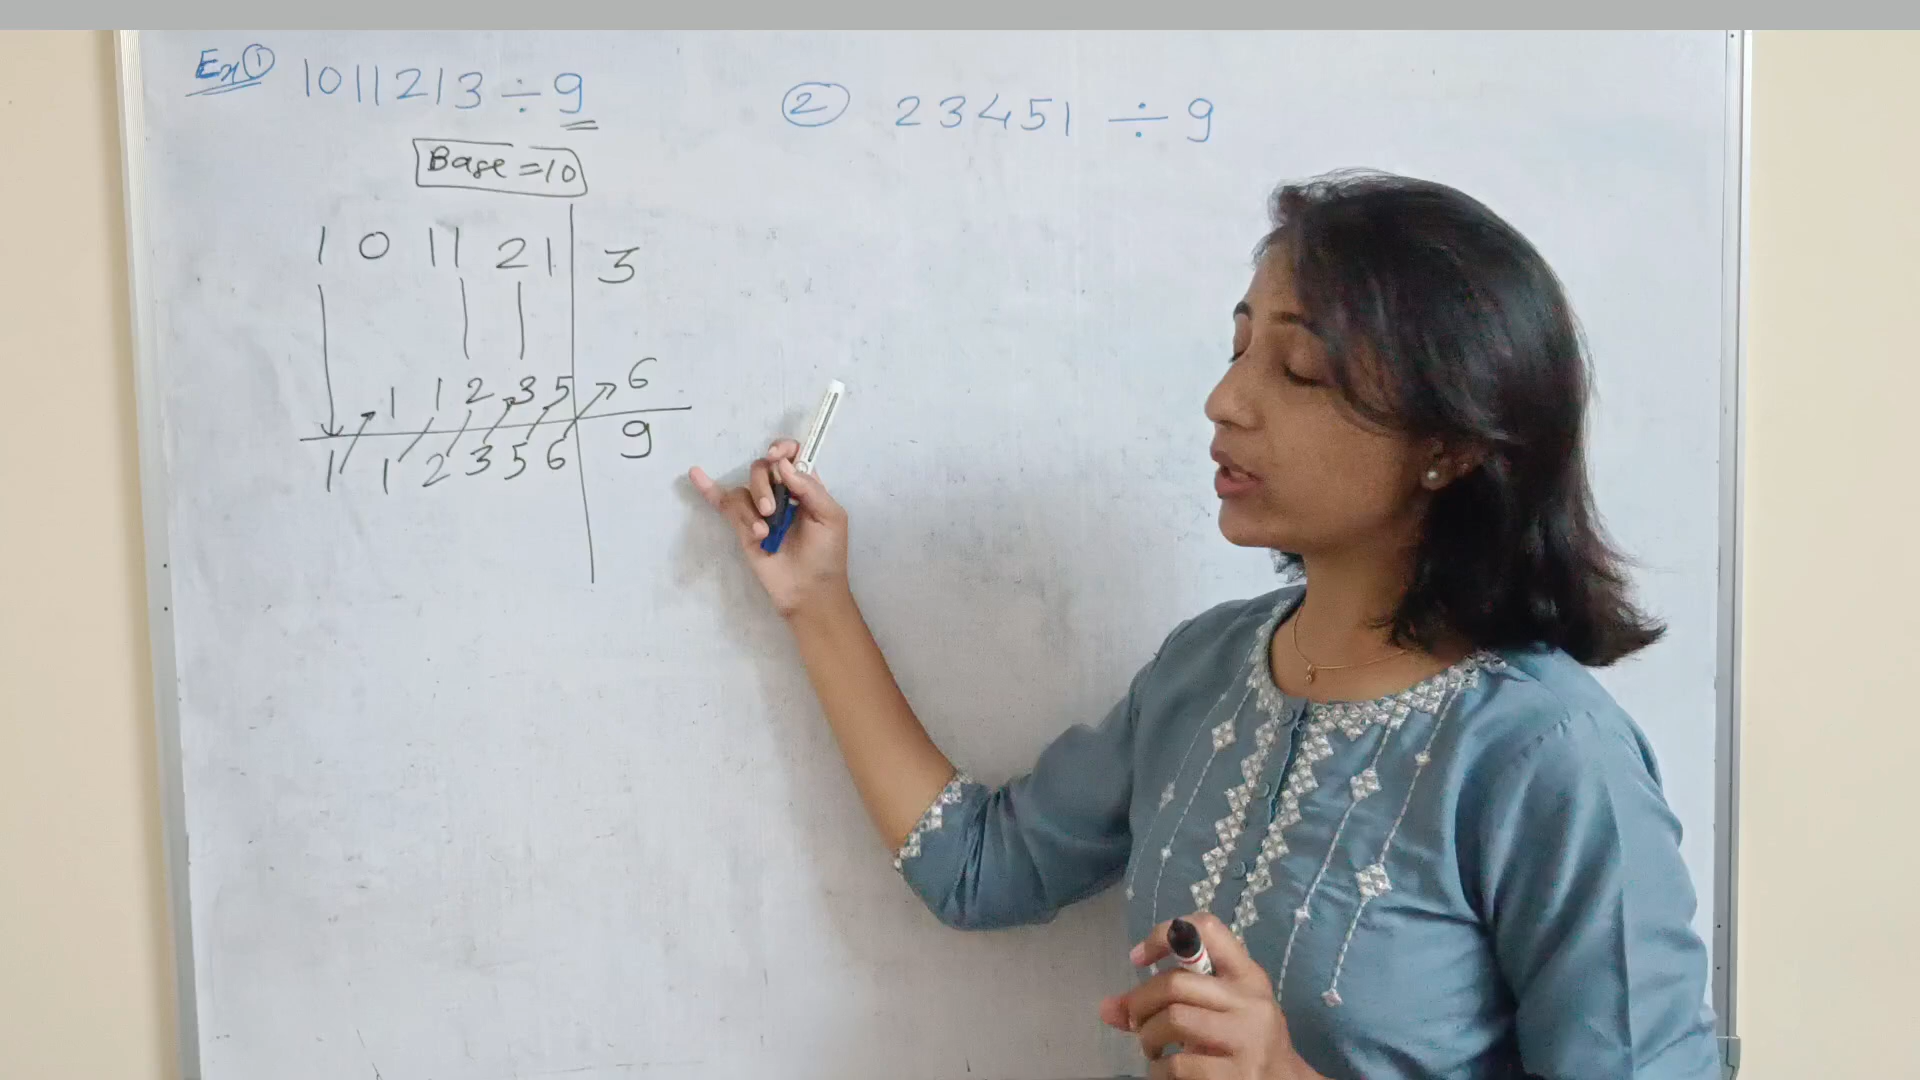 Ex① 1011213 ÷ 9
Base = 10
1 0 1 1 2 1 3
1 1 2 3 5 6
1 1 2 3 5 6 9
② 23451 ÷ 9